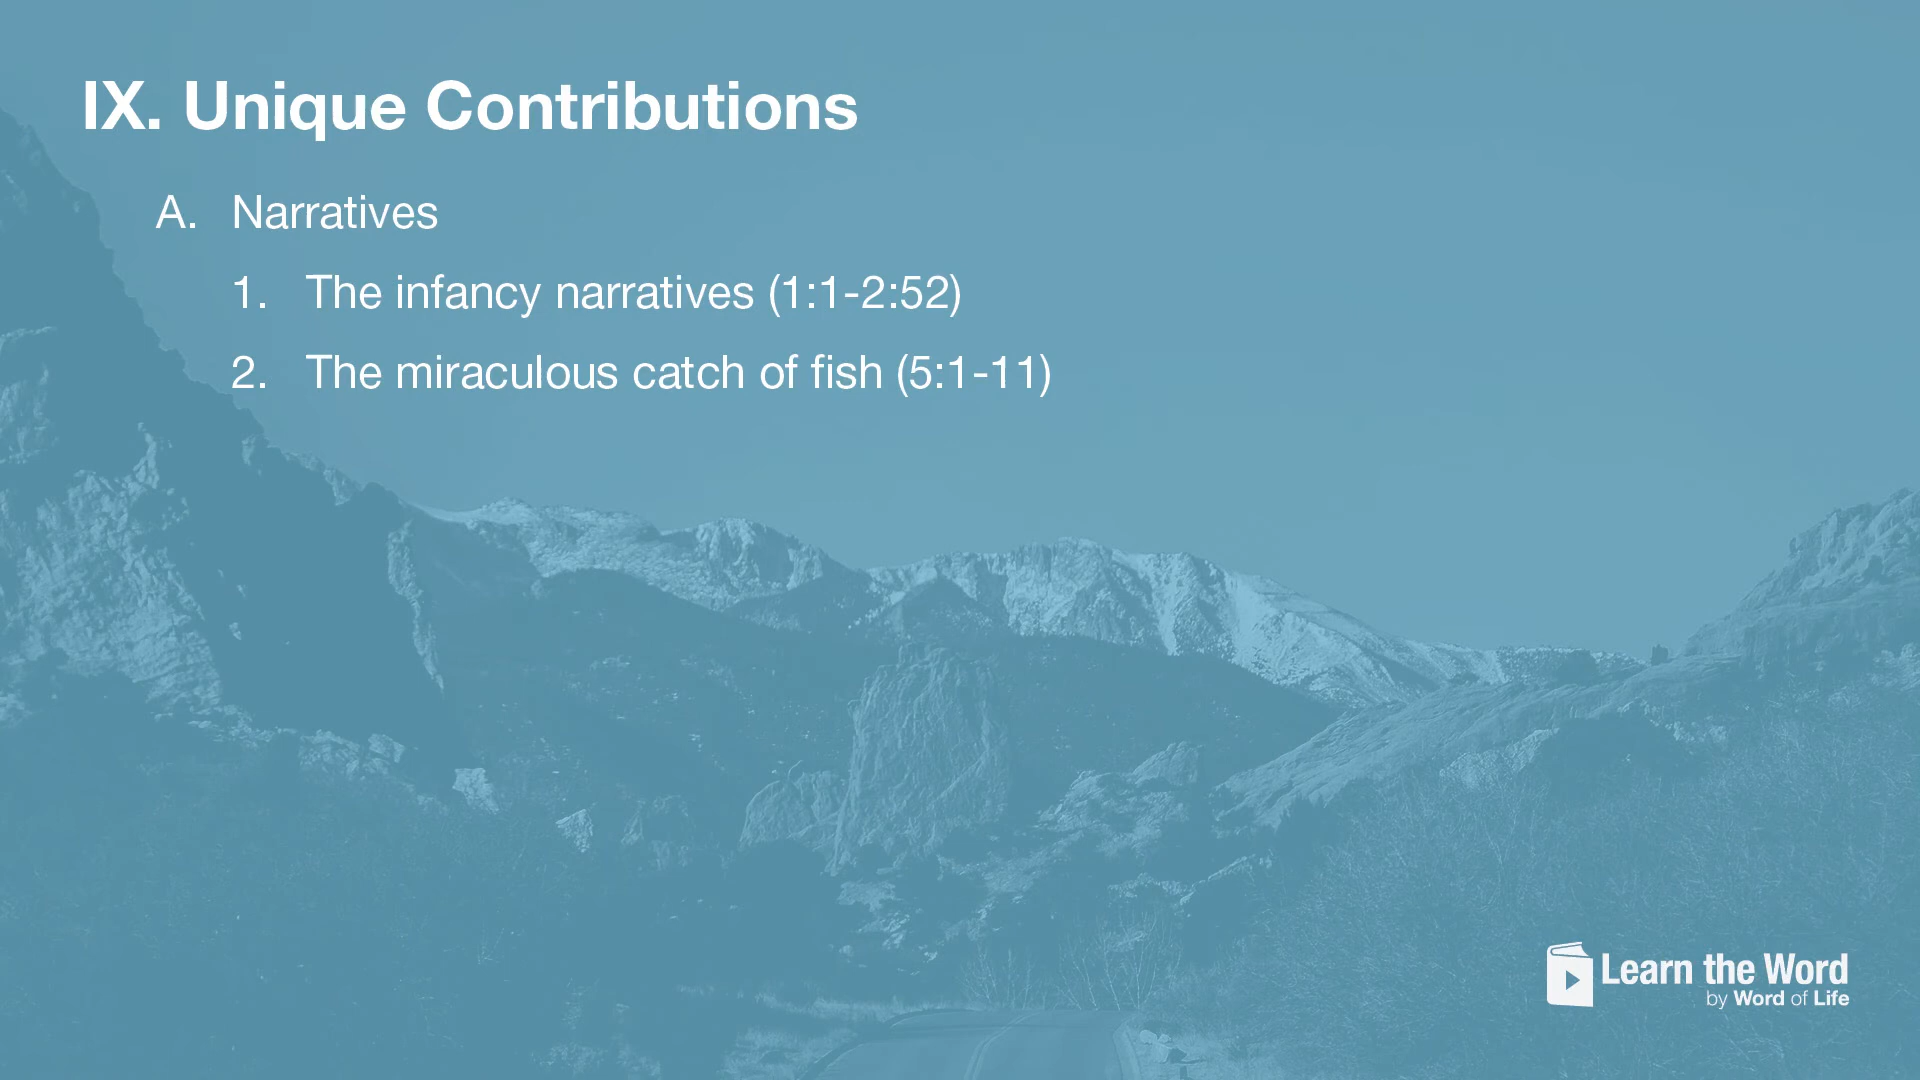 IX. Unique Contributions
A. Narratives
1. The infancy narratives (1:1-2:52)
2. The miraculous catch of fish (5:1-11)
Learn the Word
by Word of Life